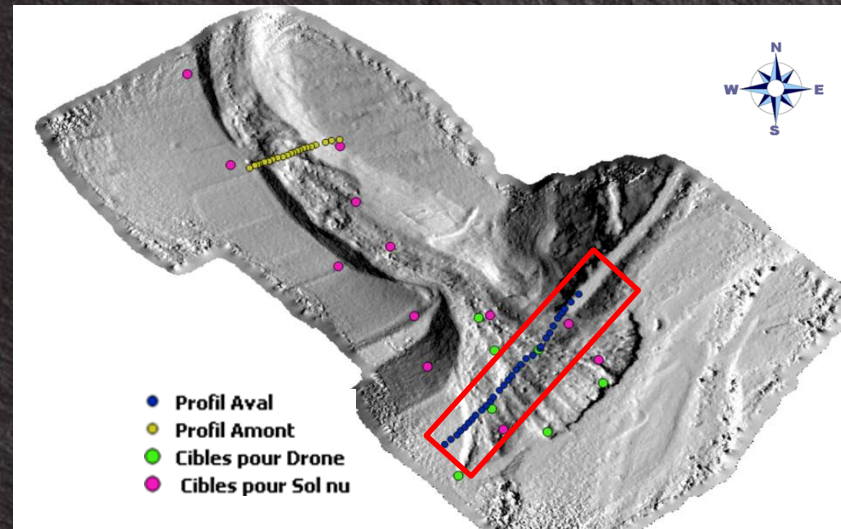 N
W E
S
Profil Aval
Profil Amont
Cibles pour Drone
Cibles pour Sol nu